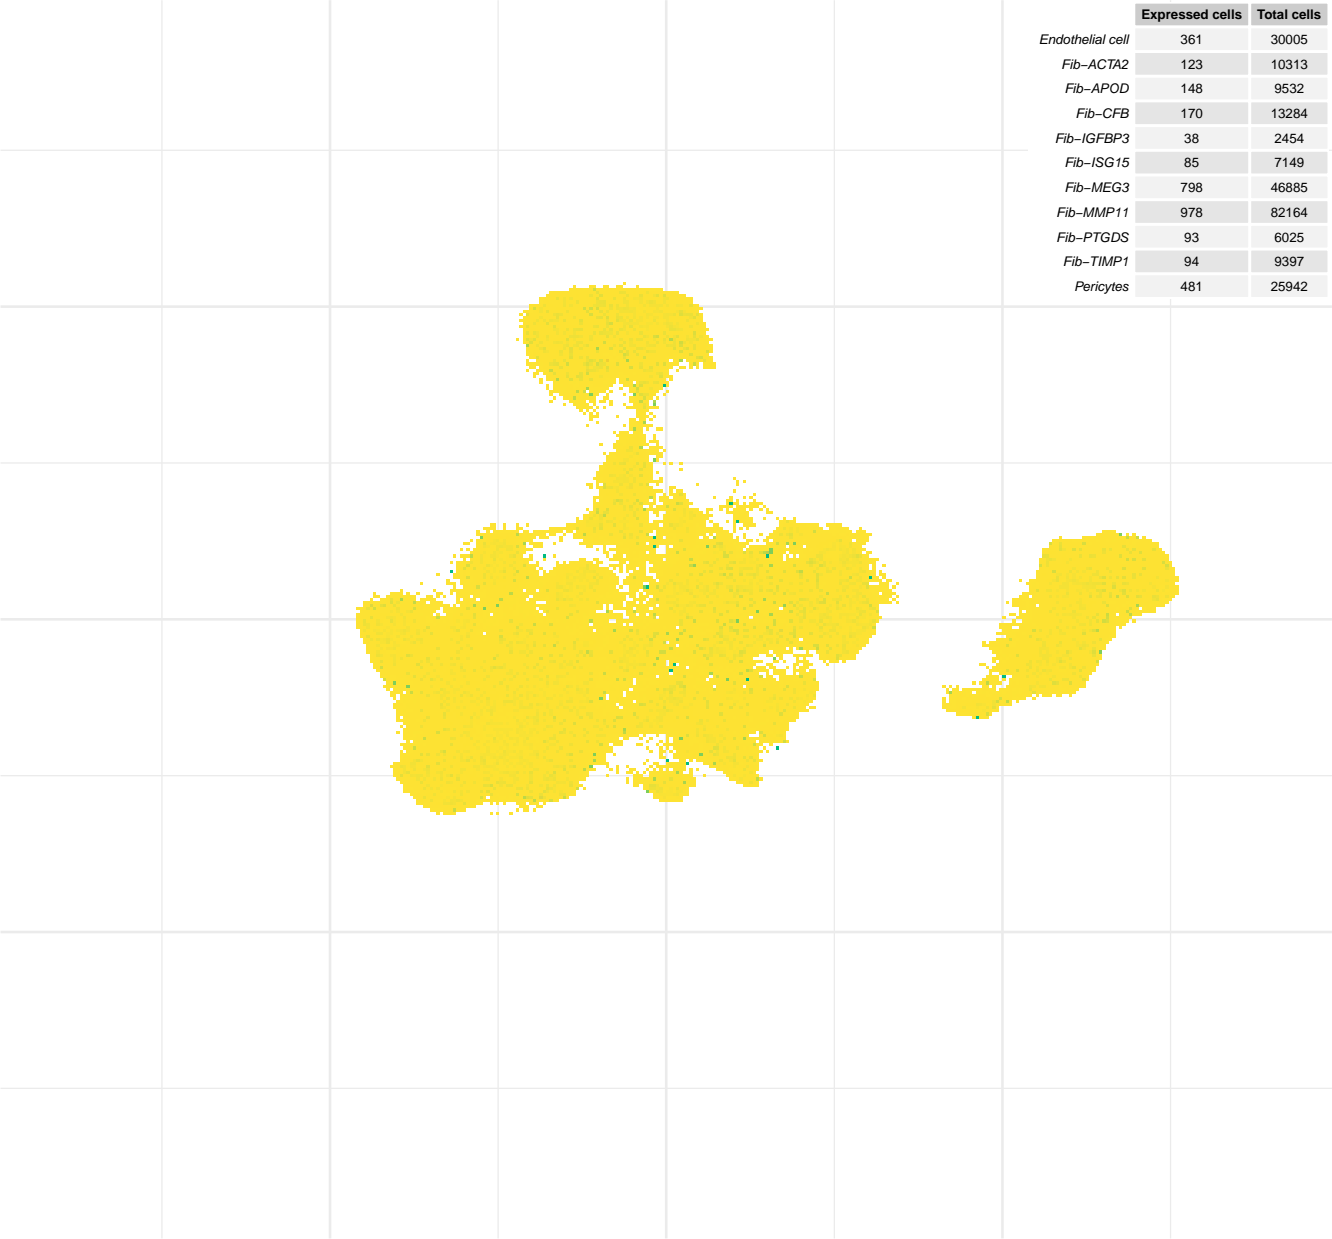 Expressed cells Total cells
Endothelial cell 361 30005
Fib−ACTA2 123 10313
Fib−APOD 148 9532
Fib−CFB 170 13284
Fib−IGFBP3 38 2454
Fib−ISG15 85 7149
Fib−MEG3 798 46885
Fib−MMP11 978 82164
Fib−PTGDS 93 6025
Fib−TIMP1 94 9397
Pericytes 481 25942